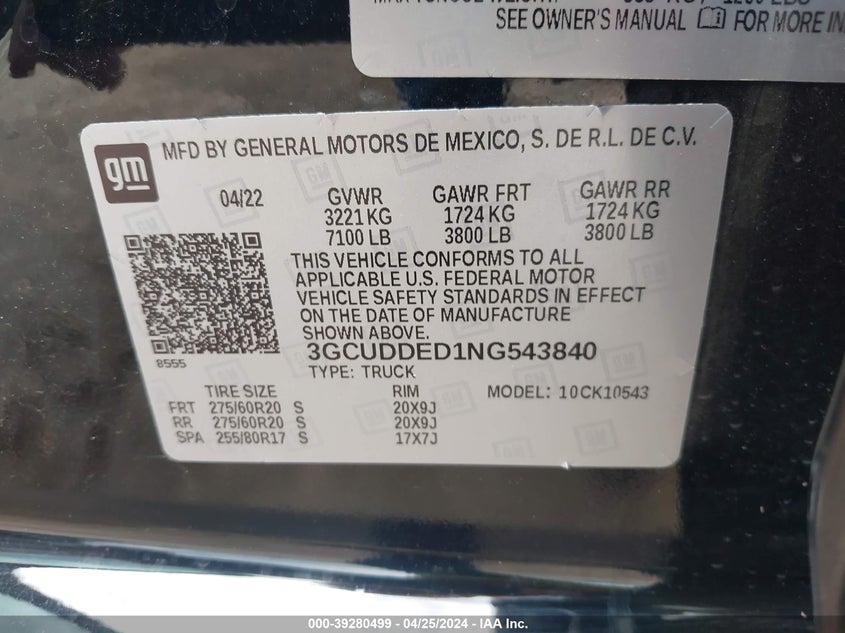 SEE OWNER'S MANUAL FOR MORE
gm
MFD BY GENERAL MOTORS DE MEXICO, S. DE R.L. DE C.V.
04/22 GVWR GAWR FRT GAWR RR
3221 KG 1724 KG 1724 KG
7100 LB 3800 LB 3800 LB
THIS VEHICLE CONFORMS TO ALL
APPLICABLE U.S. FEDERAL MOTOR
VEHICLE SAFETY STANDARDS IN EFFECT
ON THE DATE OF MANUFACTURE
SHOWN ABOVE.
8555
3GCUDDED1NG543840
TYPE: TRUCK
TIRE SIZE RIM MODEL: 10CK10543
FRT 275/60R20 S 20X9J
RR 275/60R20 S 20X9J
SPA 255/80R17 S 17X7J
000-39280499 - 04/25/2024 - IAA Inc.